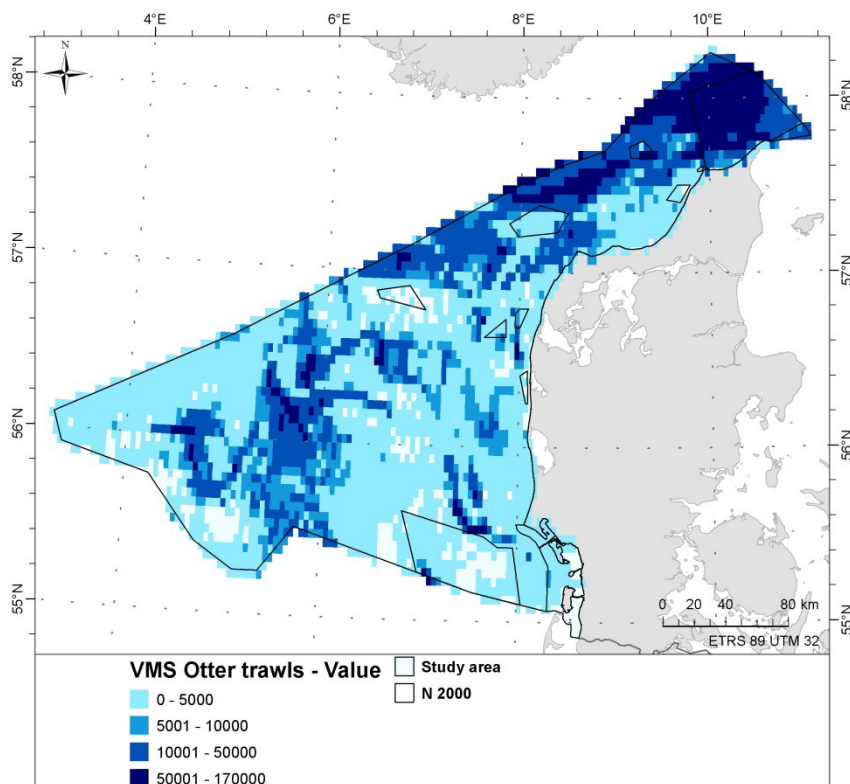 4°E 6°E 8°E 10°E
N
58°N 58°N
57°N 57°N
56°N 56°N
55°N 55°N
0 20 40 80 km
ETRS 89 UTM 32
VMS Otter trawls - Value
0 - 5000
5001 - 10000
10001 - 50000
50001 - 170000
Study area
N 2000